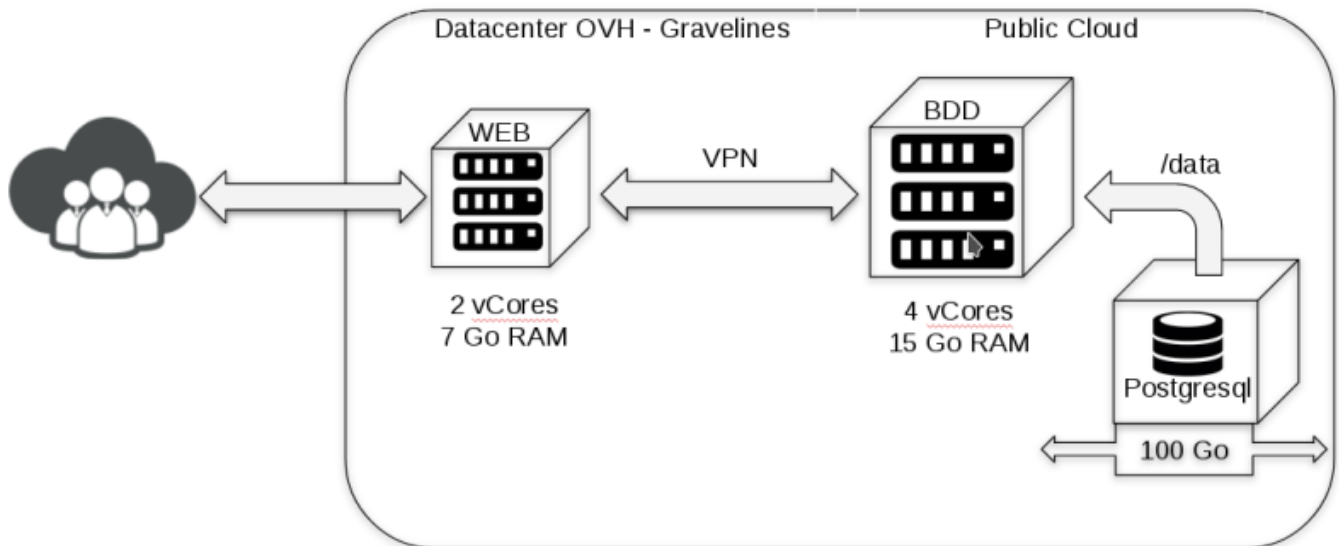 Datacenter OVH - Gravelines
Public Cloud
WEB
BDD
VPN
/data
2 vCores
7 Go RAM
4 vCores
15 Go RAM
Postgresql
100 Go